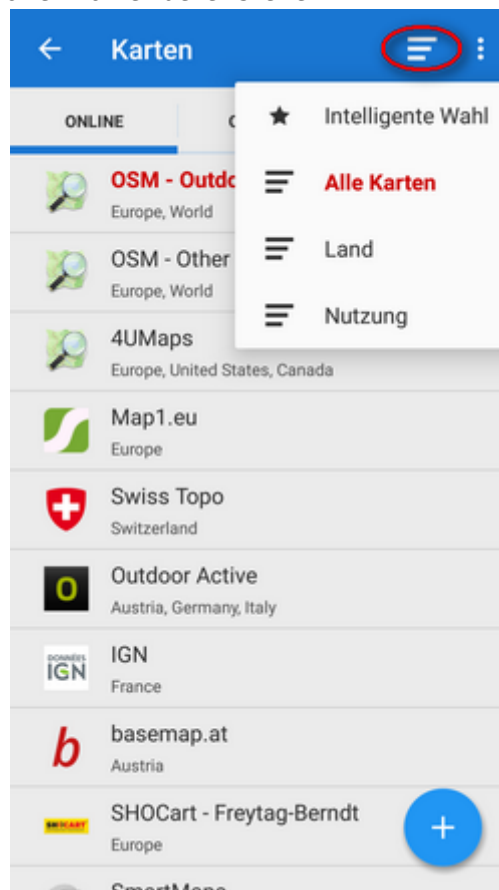 Karten
Intelligente Wahl
Alle Karten
Land
Nutzung
ONLINE
OSM - Outdo
Europe, World
OSM - Other
Europe, World
4UMaps
Europe, United States, Canada
Map1.eu
Europe
Swiss Topo
Switzerland
O
Outdoor Active
Austria, Germany, Italy
DONNÉES
IGN
IGN
France
b
basemap.at
Austria
SHOCART
SHOCart - Freytag-Berndt
Europe